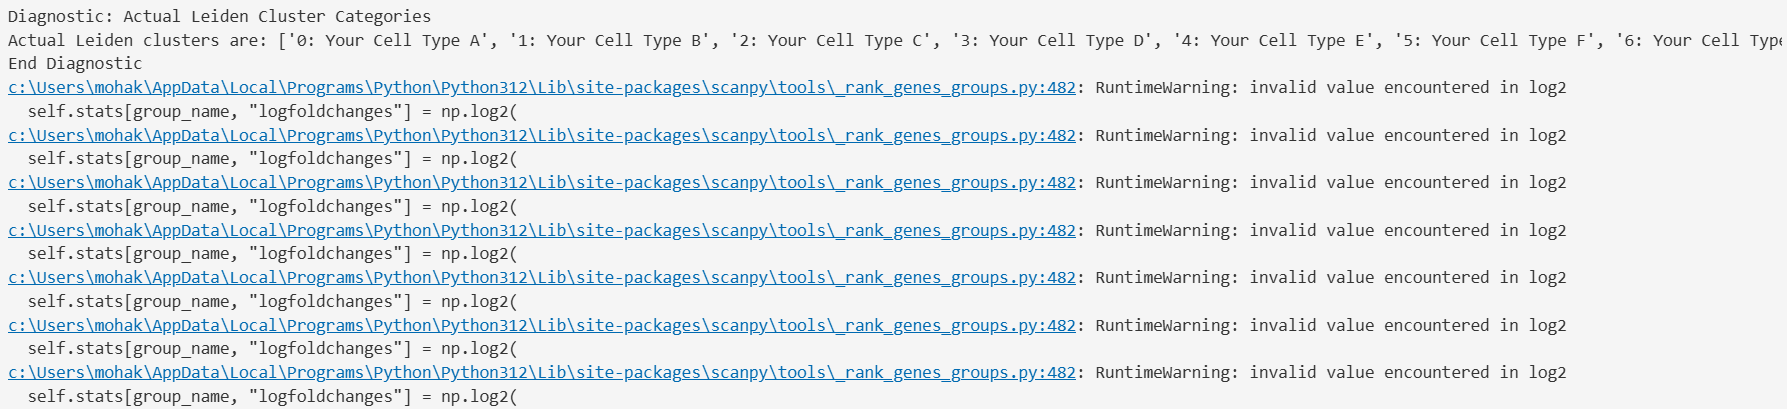 Diagnostic: Actual Leiden Cluster Categories
Actual Leiden clusters are: ['0: Your Cell Type A', '1: Your Cell Type B', '2: Your Cell Type C', '3: Your Cell Type D', '4: Your Cell Type E', '5: Your Cell Type F', '6: Your Cell Type
End Diagnostic
c:\Users\mohak\AppData\Local\Programs\Python\Python312\Lib\site-packages\scanpy\tools\_rank_genes_groups.py:482: RuntimeWarning: invalid value encountered in log2
  self.stats[group_name, "logfoldchanges"] = np.log2(
c:\Users\mohak\AppData\Local\Programs\Python\Python312\Lib\site-packages\scanpy\tools\_rank_genes_groups.py:482: RuntimeWarning: invalid value encountered in log2
  self.stats[group_name, "logfoldchanges"] = np.log2(
c:\Users\mohak\AppData\Local\Programs\Python\Python312\Lib\site-packages\scanpy\tools\_rank_genes_groups.py:482: RuntimeWarning: invalid value encountered in log2
  self.stats[group_name, "logfoldchanges"] = np.log2(
c:\Users\mohak\AppData\Local\Programs\Python\Python312\Lib\site-packages\scanpy\tools\_rank_genes_groups.py:482: RuntimeWarning: invalid value encountered in log2
  self.stats[group_name, "logfoldchanges"] = np.log2(
c:\Users\mohak\AppData\Local\Programs\Python\Python312\Lib\site-packages\scanpy\tools\_rank_genes_groups.py:482: RuntimeWarning: invalid value encountered in log2
  self.stats[group_name, "logfoldchanges"] = np.log2(
c:\Users\mohak\AppData\Local\Programs\Python\Python312\Lib\site-packages\scanpy\tools\_rank_genes_groups.py:482: RuntimeWarning: invalid value encountered in log2
  self.stats[group_name, "logfoldchanges"] = np.log2(
c:\Users\mohak\AppData\Local\Programs\Python\Python312\Lib\site-packages\scanpy\tools\_rank_genes_groups.py:482: RuntimeWarning: invalid value encountered in log2
  self.stats[group_name, "logfoldchanges"] = np.log2(